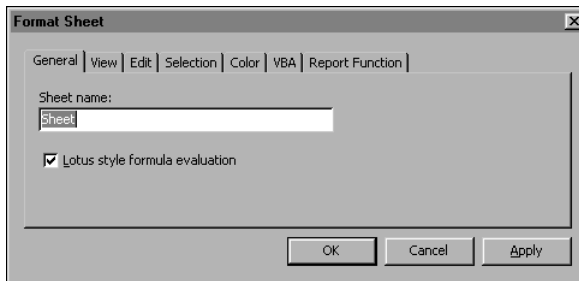 Format Sheet
General View Edit Selection Color VBA Report Function
Sheet name:
Sheet
Lotus style formula evaluation
OK Cancel Apply